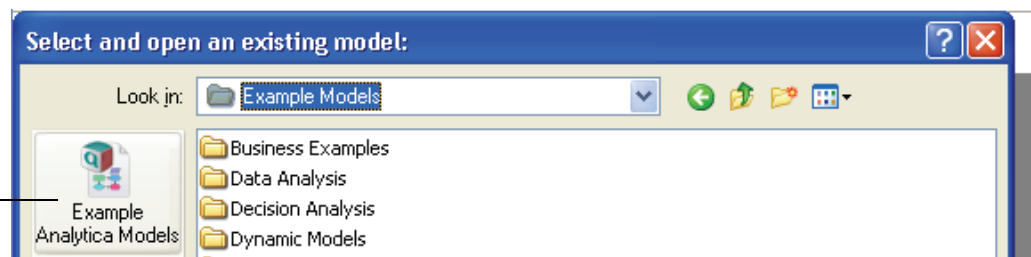 Select and open an existing model:
Look in: Example Models
Business Examples
Data Analysis
Decision Analysis
Dynamic Models
Example
Analytica Models